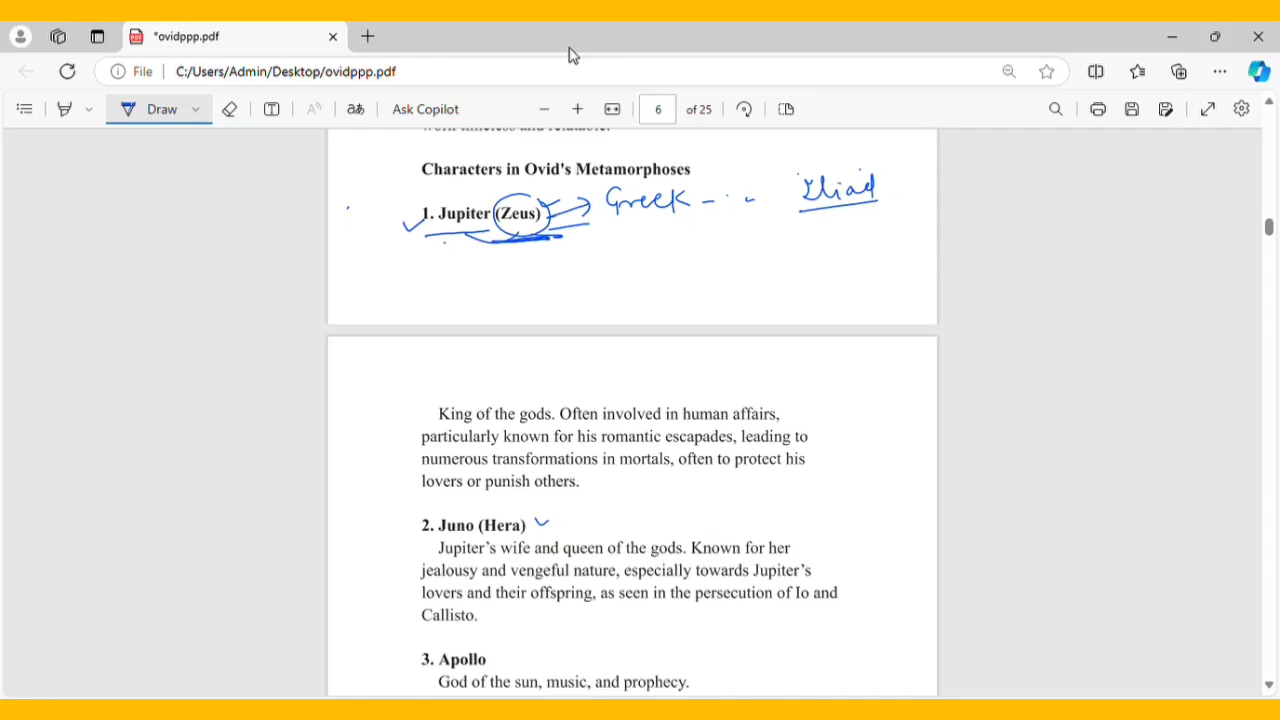 *ovidppp.pdf
File C:/Users/Admin/Desktop/ovidppp.pdf
Draw Ask Copilot 6 of 25
Characters in Ovid's Metamorphoses
Iliad
1. Jupiter (Zeus) Greek
King of the gods. Often involved in human affairs,
particularly known for his romantic escapades, leading to
numerous transformations in mortals, often to protect his
lovers or punish others.
2. Juno (Hera)
Jupiter’s wife and queen of the gods. Known for her
jealousy and vengeful nature, especially towards Jupiter’s
lovers and their offspring, as seen in the persecution of Io and
Callisto.
3. Apollo
God of the sun, music, and prophecy.